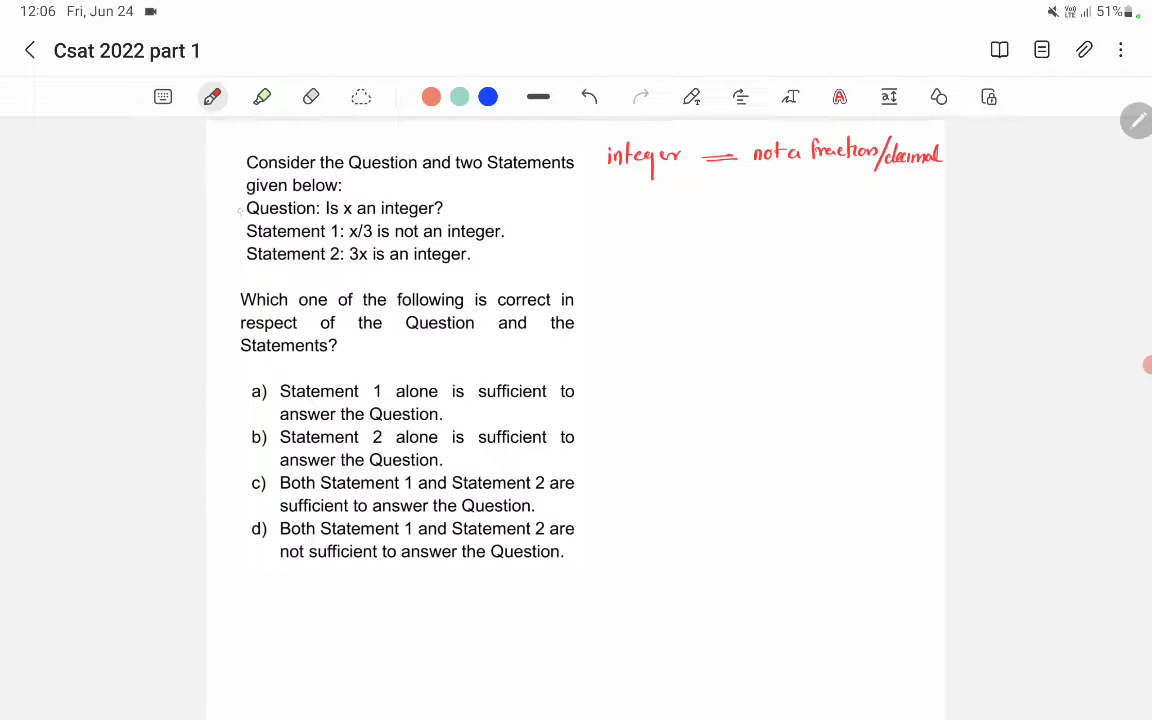 12:06 Fri, Jun 24 51%
Csat 2022 part 1
Consider the Question and two Statements
given below:
Question: Is x an integer?
Statement 1: x/3 is not an integer.
Statement 2: 3x is an integer.
Which one of the following is correct in
respect of the Question and the
Statements?
a) Statement 1 alone is sufficient to
answer the Question.
b) Statement 2 alone is sufficient to
answer the Question.
c) Both Statement 1 and Statement 2 are
sufficient to answer the Question.
d) Both Statement 1 and Statement 2 are
not sufficient to answer the Question.
integer = not a fraction/decimal